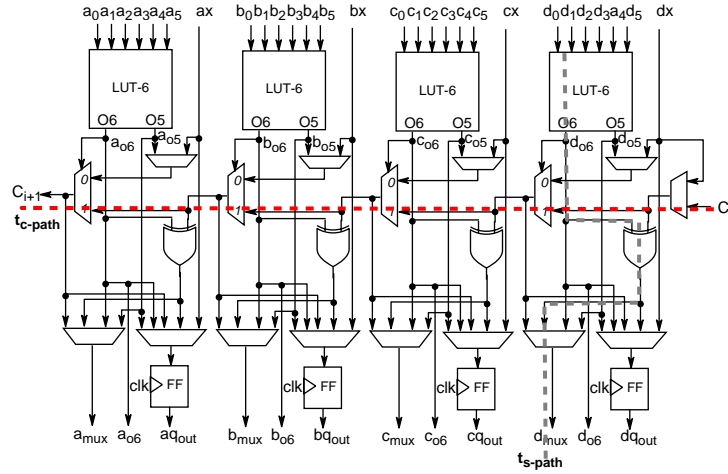 a0a1a2a3a4a5 ax b0b1b2b3b4b5 bx c0c1c2c3c4c5 cx d0d1d2d3a4d5 dx
LUT-6 LUT-6 LUT-6 LUT-6
O6 O5 O6 O5 O6 O5 O6 O5
ao6 ao5 bo6 bo5 co6 co5 do6 do5
0 0 0 0
Ci+1
1 1 1 1 C
tc-path
clk FF clk FF clk FF clk FF
amux ao6 aqout bmux bo6 bqout cmux co6 cqout dmux do6 dqout
ts-path